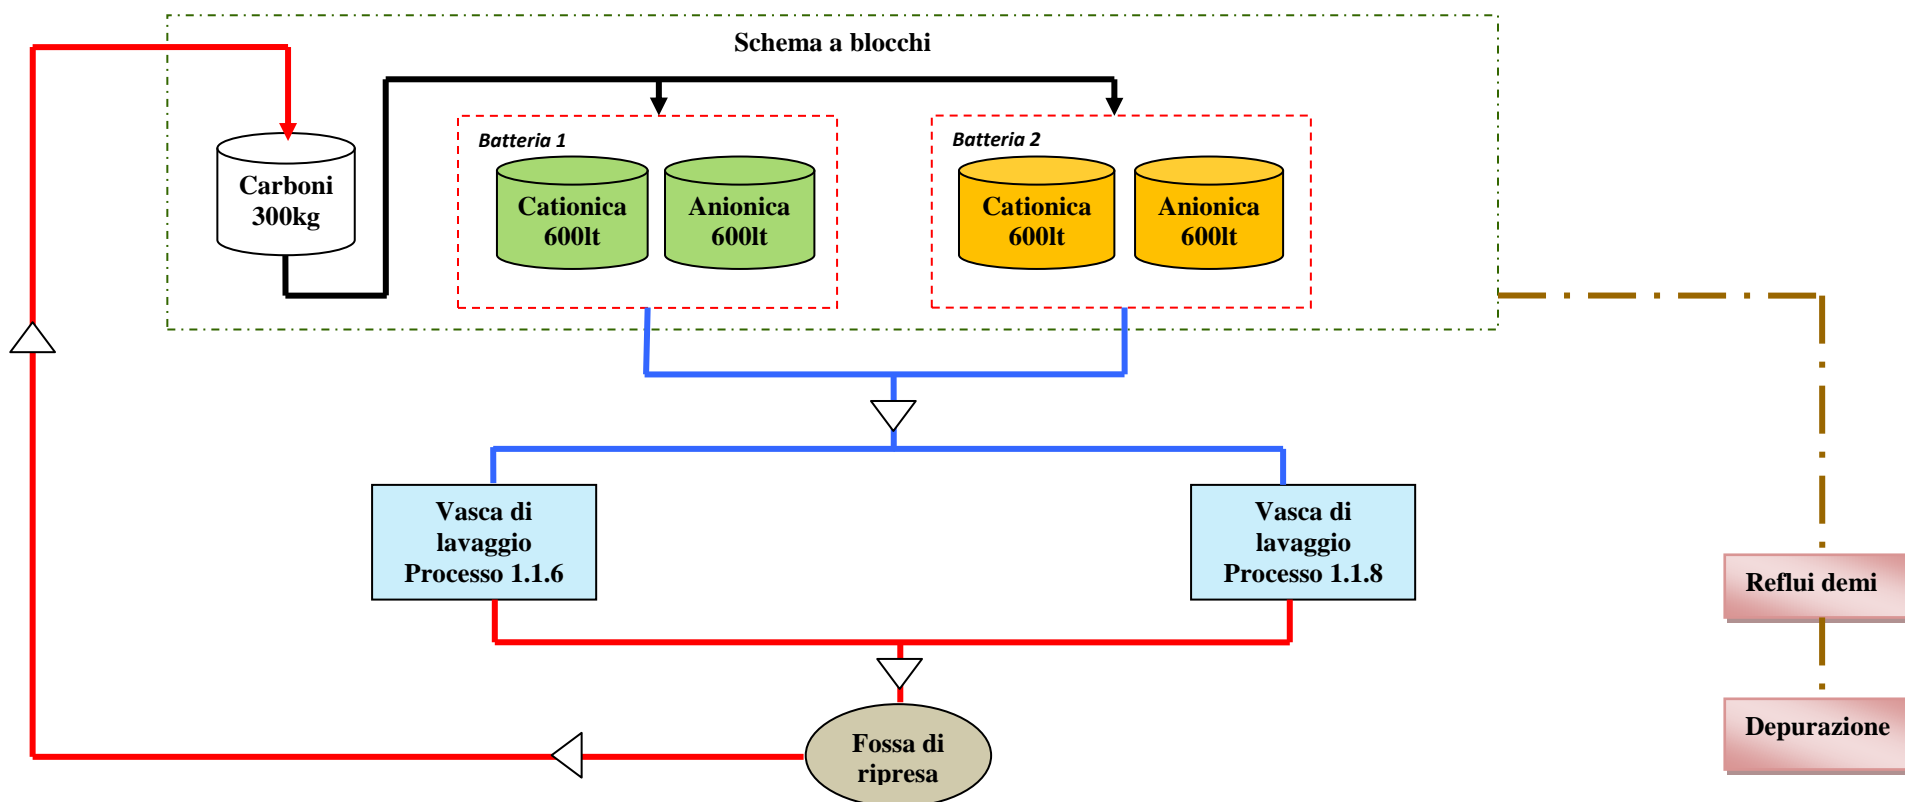 Schema a blocchi
Carboni
300kg
Batteria 1
Cationica
600lt
Anionica
600lt
Batteria 2
Cationica
600lt
Anionica
600lt
Vasca di
lavaggio
Processo 1.1.6
Vasca di
lavaggio
Processo 1.1.8
Reflui demi
Depurazione
Fossa di
ripresa